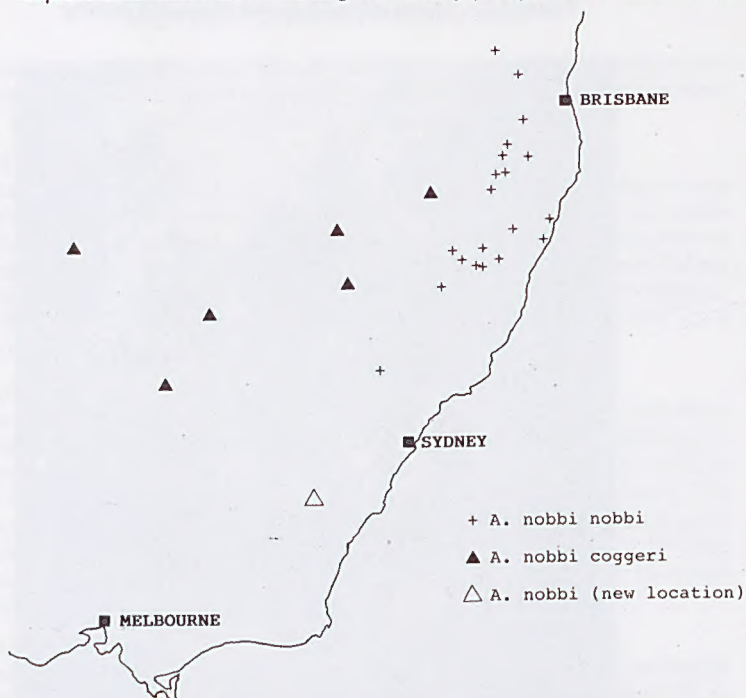 BRISBANE
SYDNEY
+ A. nobbi nobbi
▲ A. nobbi coggeri
△ A. nobbi (new location)
MELBOURNE